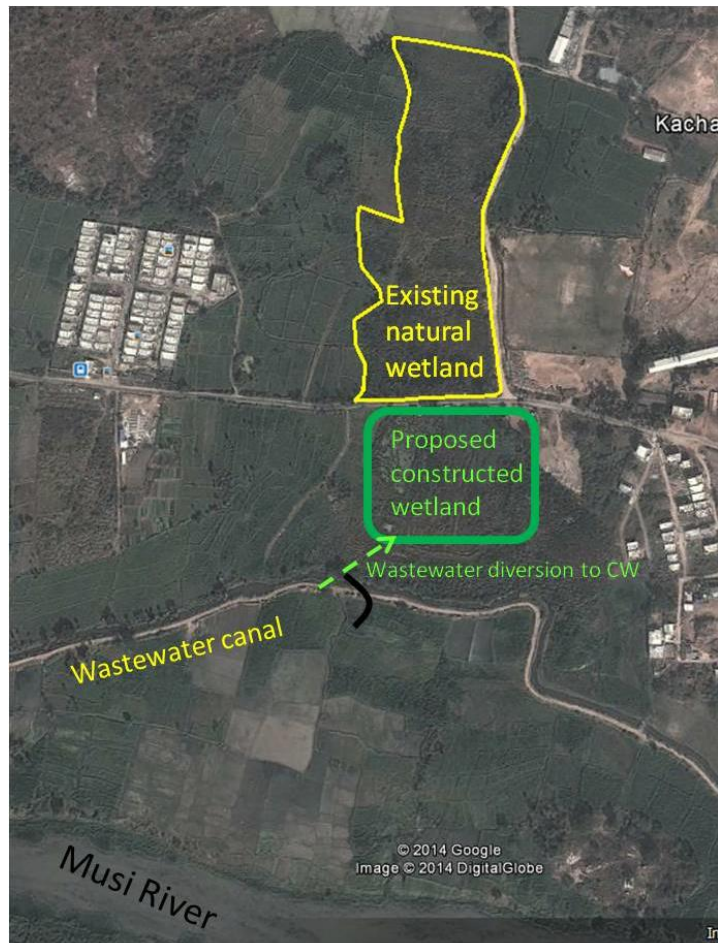 Kacha
Existing
natural
wetland
Proposed
constructed
wetland
Wastewater diversion to CW
Wastewater canal
© 2014 Google
Image © 2014 DigitalGlobe
Musi River
In